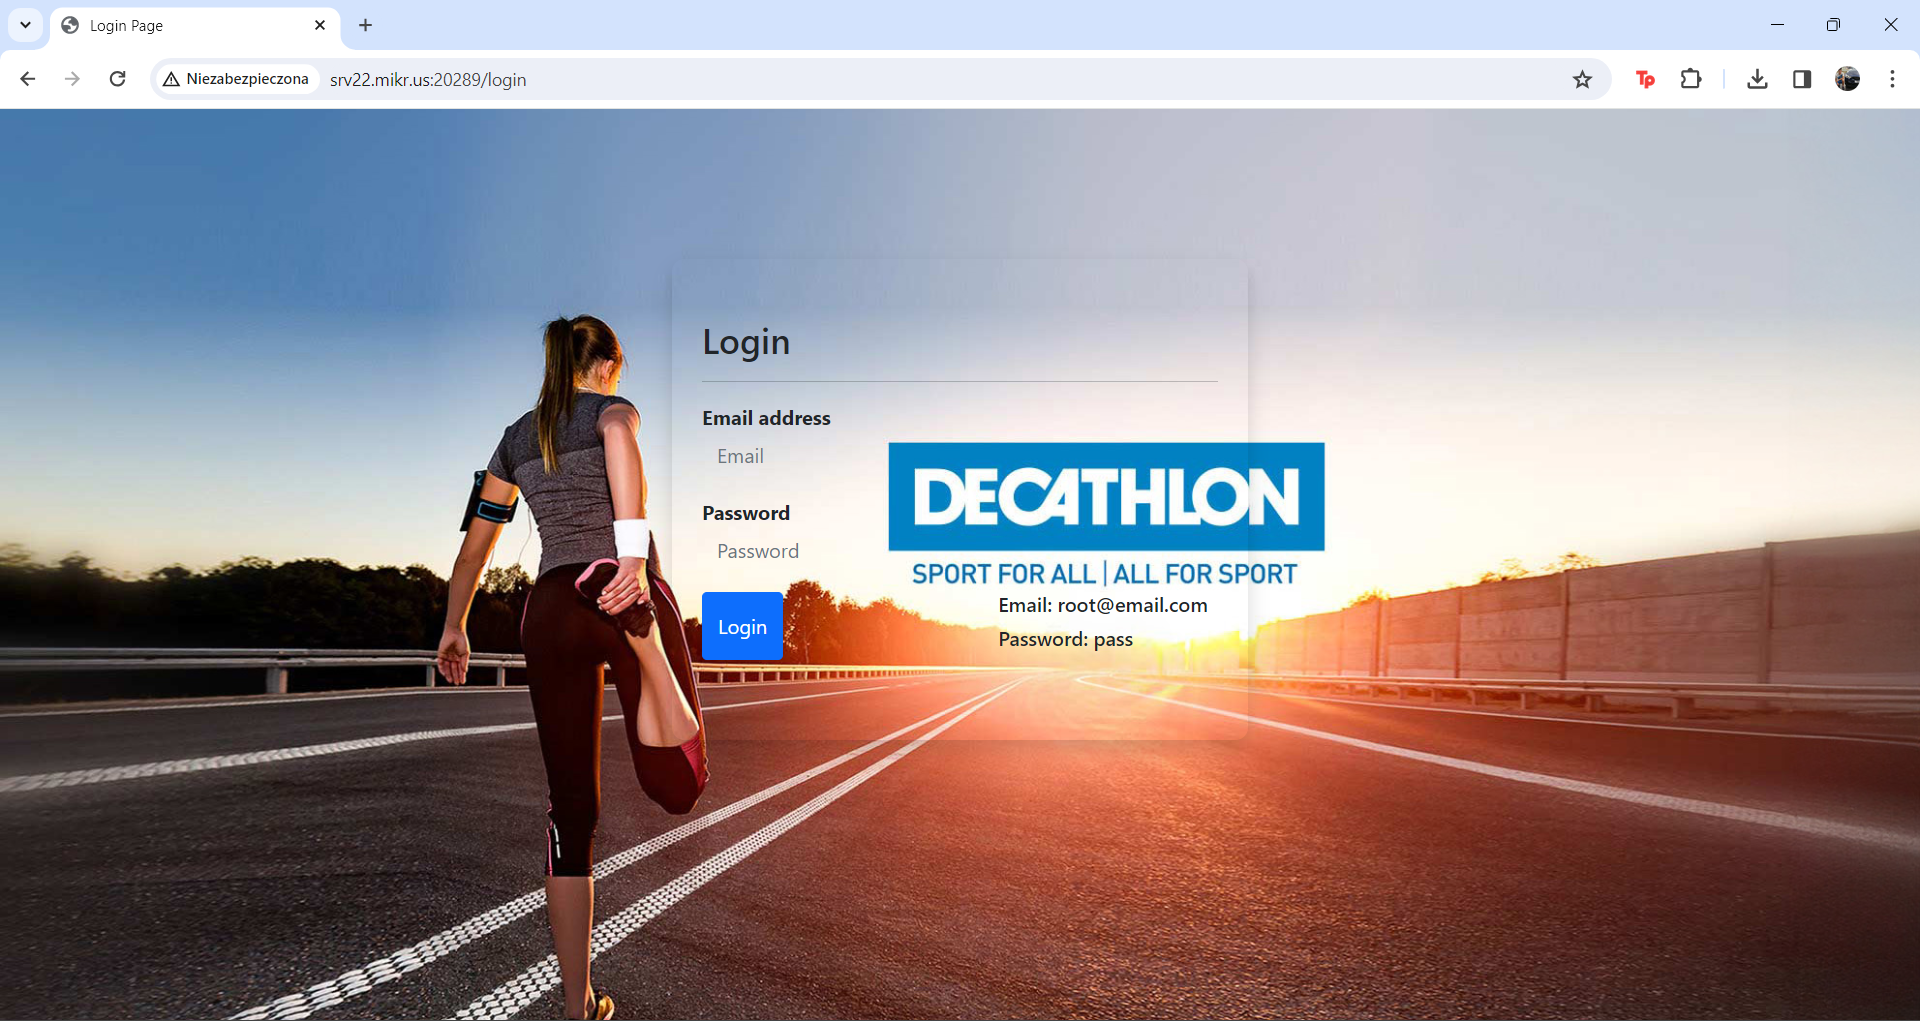 Login Page
Niezabezpieczona
srv22.mikr.us:20289/login
Tp
Login
Email address
Email
DECATHLON
SPORT FOR ALL | ALL FOR SPORT
Password
Password
Login
Email: root@email.com
Password: pass